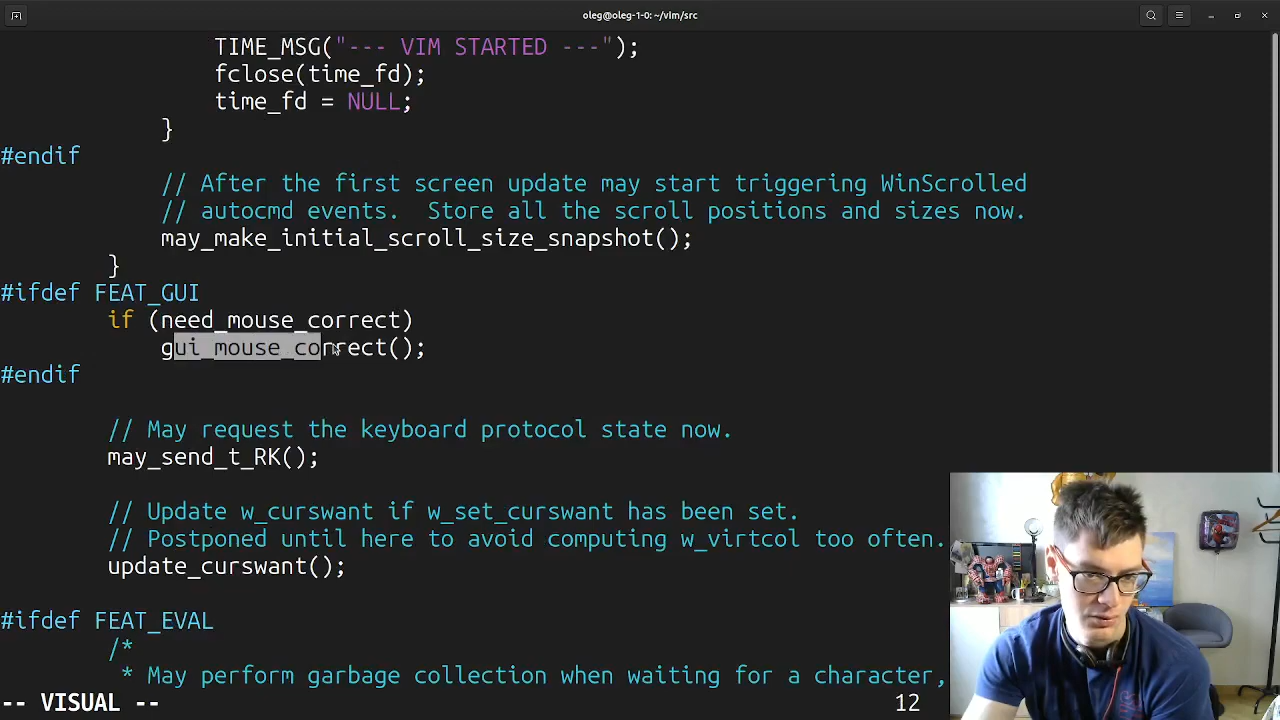 oleg@oleg-1-0: ~/vim/src
TIME_MSG("--- VIM STARTED ---");
fclose(time_fd);
time_fd = NULL;
}
#endif
// After the first screen update may start triggering WinScrolled
// autocmd events.  Store all the scroll positions and sizes now.
may_make_initial_scroll_size_snapshot();
}
#ifdef FEAT_GUI
if (need_mouse_correct)
gui_mouse_correct();
#endif
// May request the keyboard protocol state now.
may_send_t_RK();
// Update w_curswant if w_set_curswant has been set.
// Postponed until here to avoid computing w_virtcol too often.
update_curswant();
#ifdef FEAT_EVAL
/*
* May perform garbage collection when waiting for a character,
-- VISUAL -- 12